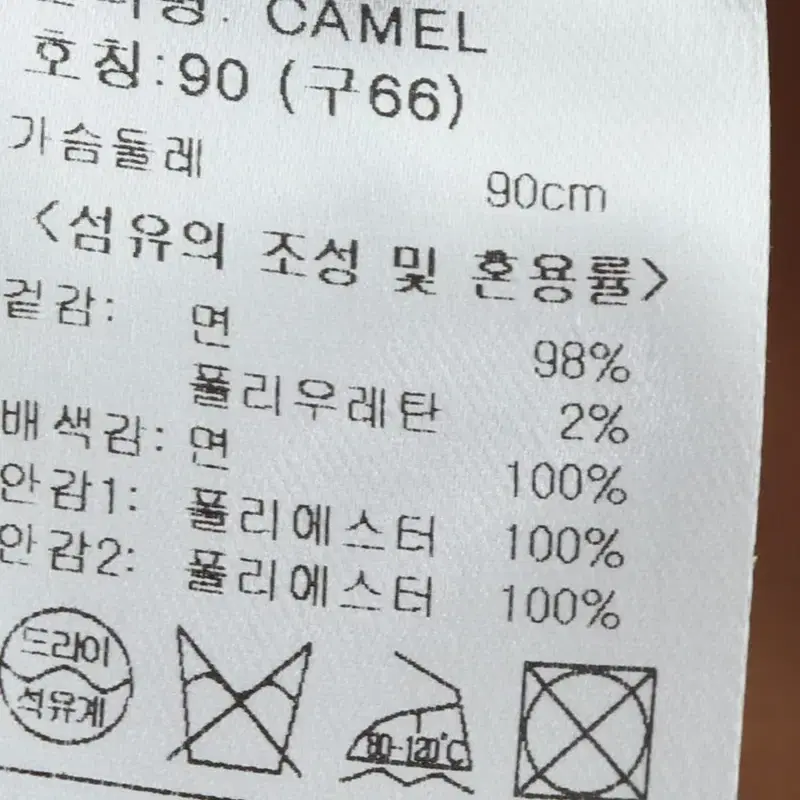 CAMEL
호칭:90 (구66)
가슴둘레 90cm
<섬유의 조성 및 혼용률>
겉감: 면 98%
폴리우레탄 2%
배색감: 면 100%
안감1: 폴리에스터 100%
안감2: 폴리에스터 100%
드라이
석유계
80-120℃